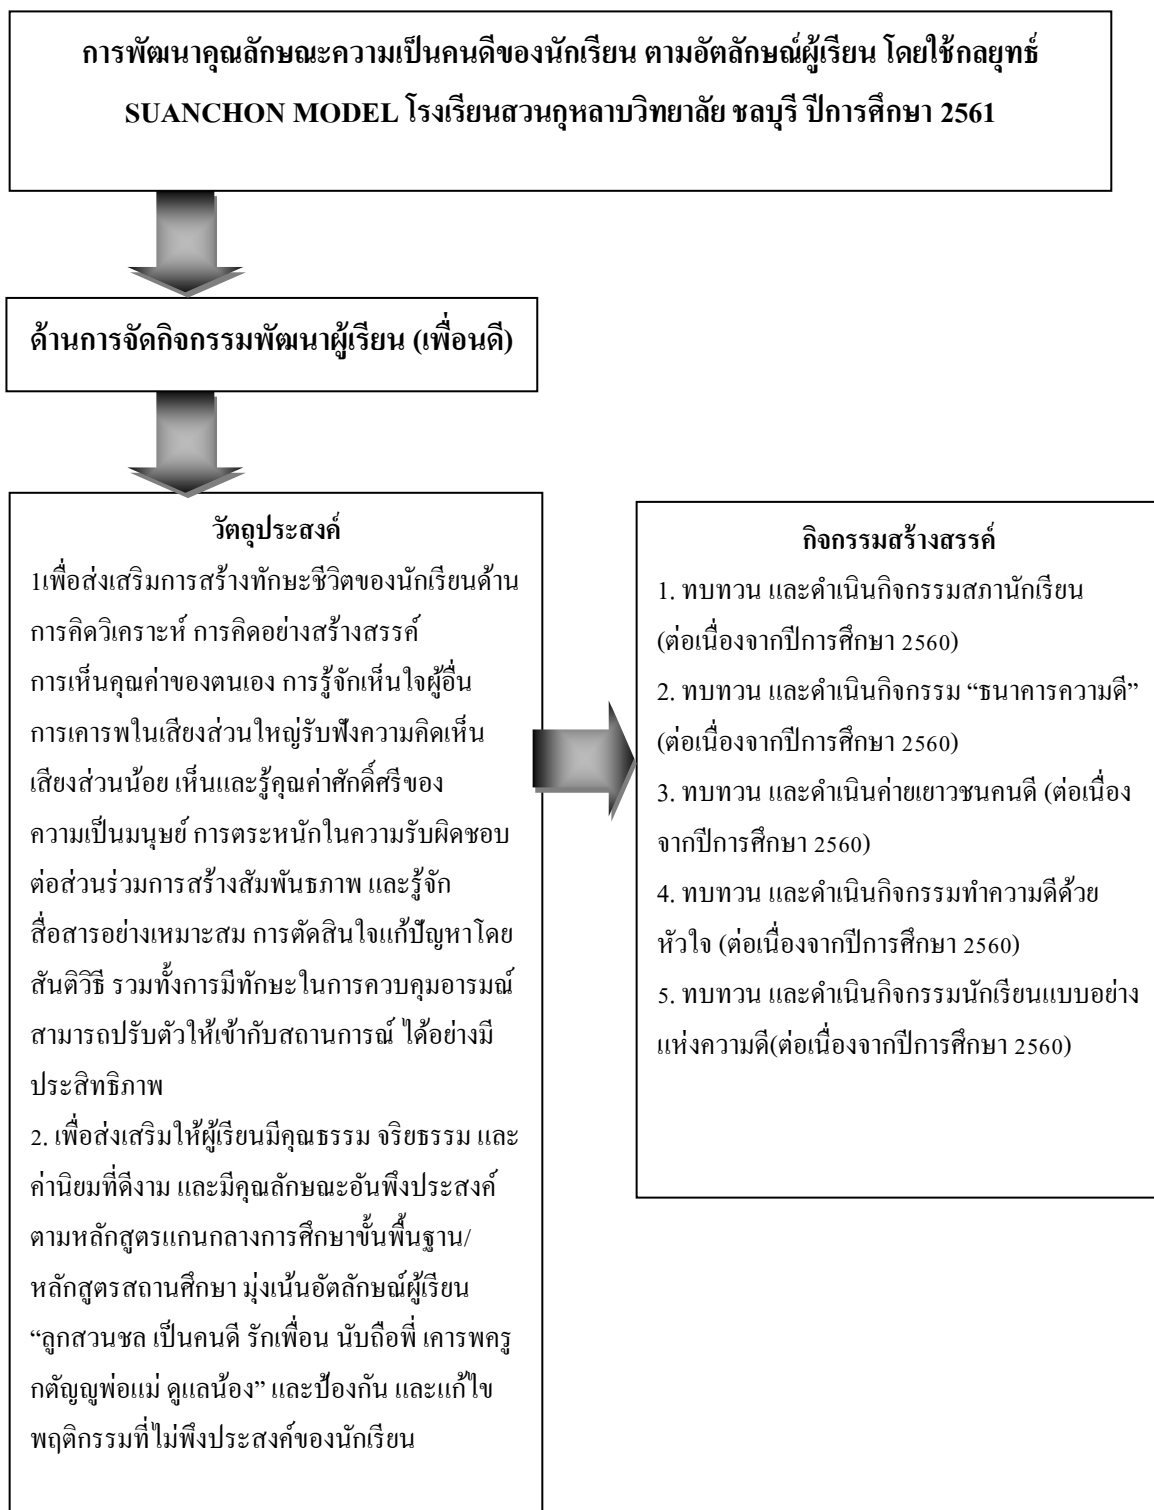 การพัฒนาคุณลักษณะความเป็นคนดีของนักเรียน ตามอัตลักษณ์ผู้เรียน โดยใช้กลยุทธ์
SUANCHON MODEL โรงเรียนสวนกุหลาบวิทยาลัย ชลบุรี ปีการศึกษา 2561
ด้านการจัดกิจกรรมพัฒนาผู้เรียน (เพื่อนดี)
วัตถุประสงค์
1เพื่อส่งเสริมการสร้างทักษะชีวิตของนักเรียนด้าน
การคิดวิเคราะห์ การคิดอย่างสร้างสรรค์
การเห็นคุณค่าของตนเอง การรู้จักเห็นใจผู้อื่น
การเคารพในเสียงส่วนใหญ่รับฟังความคิดเห็น
เสียงส่วนน้อย เห็นและรู้คุณค่าศักดิ์ศรีของ
ความเป็นมนุษย์ การตระหนักในความรับผิดชอบ
ต่อส่วนร่วมการสร้างสัมพันธภาพ และรู้จัก
สื่อสารอย่างเหมาะสม การตัดสินใจแก้ปัญหาโดย
สันติวิธี รวมทั้งการมีทักษะในการควบคุมอารมณ์
สามารถปรับตัวให้เข้ากับสถานการณ์ ได้อย่างมี
ประสิทธิภาพ
2. เพื่อส่งเสริมให้ผู้เรียนมีคุณธรรม จริยธรรม และ
ค่านิยมที่ดีงาม และมีคุณลักษณะอันพึงประสงค์
ตามหลักสูตรแกนกลางการศึกษาขั้นพื้นฐาน/
หลักสูตรสถานศึกษา มุ่งเน้นอัตลักษณ์ผู้เรียน
“ลูกสวนชล เป็นคนดี รักเพื่อน นับถือพี่ เคารพครู
กตัญญูพ่อแม่ ดูแลน้อง” และป้องกัน และแก้ไข
พฤติกรรมที่ไม่พึงประสงค์ของนักเรียน
กิจกรรมสร้างสรรค์
1. ทบทวน และดำเนินกิจกรรมสภานักเรียน
(ต่อเนื่องจากปีการศึกษา 2560)
2. ทบทวน และดำเนินกิจกรรม “ธนาคารความดี”
(ต่อเนื่องจากปีการศึกษา 2560)
3. ทบทวน และดำเนินค่ายเยาวชนคนดี (ต่อเนื่อง
จากปีการศึกษา 2560)
4. ทบทวน และดำเนินกิจกรรมทำความดีด้วย
หัวใจ (ต่อเนื่องจากปีการศึกษา 2560)
5. ทบทวน และดำเนินกิจกรรมนักเรียนแบบอย่าง
แห่งความดี(ต่อเนื่องจากปีการศึกษา 2560)